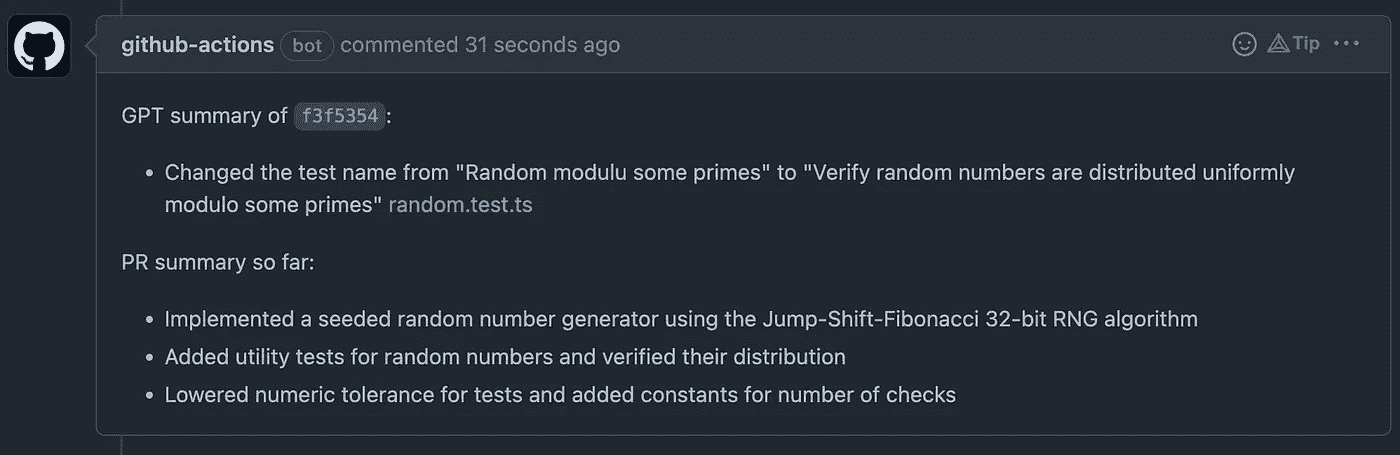 github-actions bot commented 31 seconds ago Tip
GPT summary of f3f5354:
Changed the test name from "Random modulu some primes" to "Verify random numbers are distributed uniformly
modulo some primes" random.test.ts
PR summary so far:
Implemented a seeded random number generator using the Jump-Shift-Fibonacci 32-bit RNG algorithm
Added utility tests for random numbers and verified their distribution
Lowered numeric tolerance for tests and added constants for number of checks